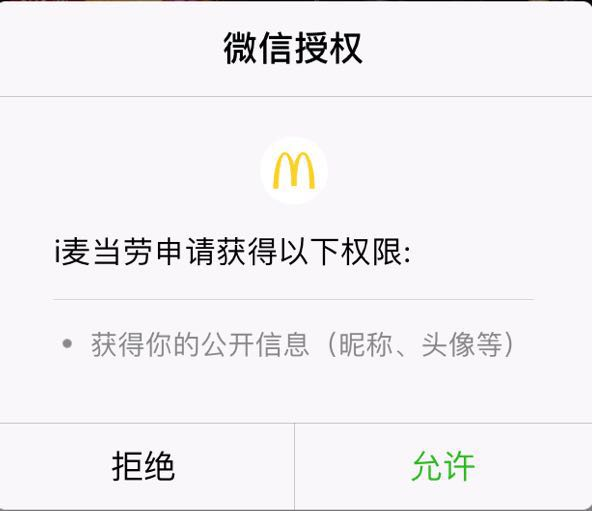 微信授权
i麦当劳申请获得以下权限:
• 获得你的公开信息（昵称、头像等）
拒绝
允许